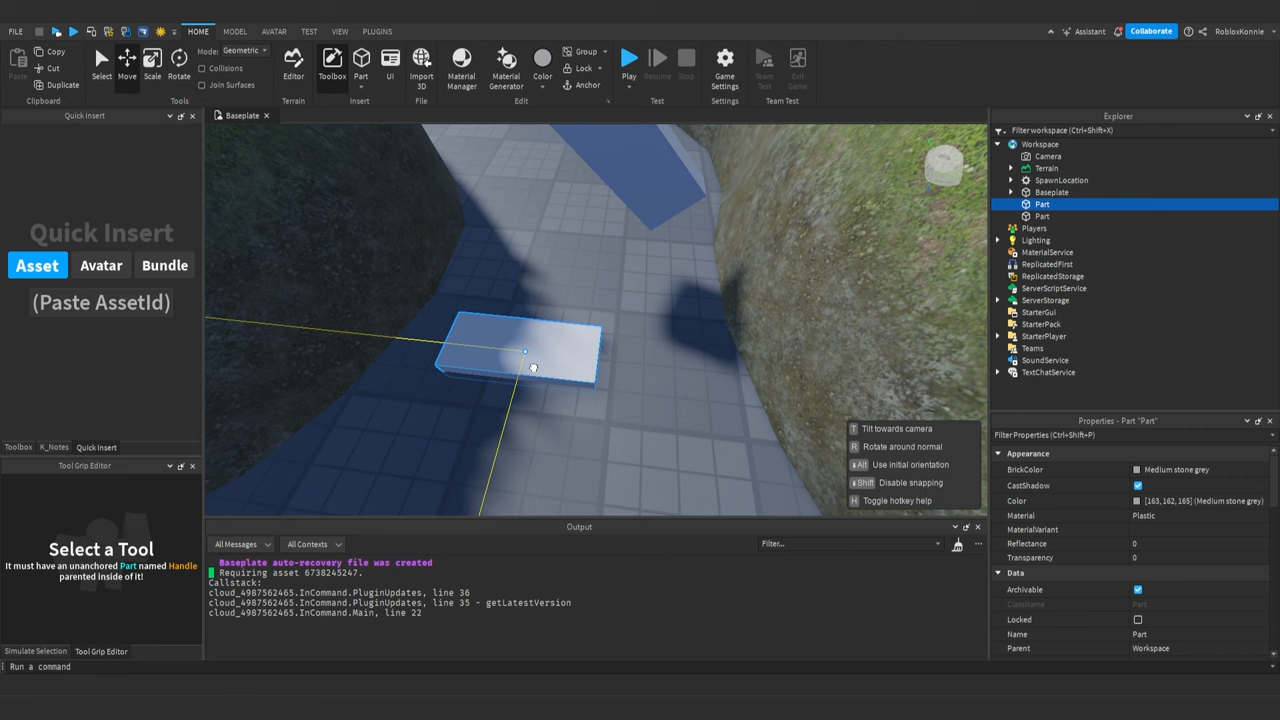 FILE HOME MODEL AVATAR TEST VIEW PLUGINS Assistant Collaborate RobloxKonnie
Paste Copy Cut Duplicate Select Move Scale Rotate Mode: Geometric Collisions Join Surfaces Editor Toolbox Part UI Import 3D Material Manager Material Generator Color Group Lock Anchor Play Resume Stop Game Settings Team Test Exit Game
Clipboard Tools Terrain Insert File Edit Test Settings Team Test
Quick Insert
Quick Insert
Asset Avatar Bundle
(Paste AssetId)
Toolbox K_Notes Quick Insert
Tool Grip Editor
Select a Tool
It must have an unanchored Part named Handle
parented inside of it!
Simulate Selection Tool Grip Editor
Run a command
Baseplate
T Tilt towards camera
R Rotate around normal
Alt Use initial orientation
Shift Disable snapping
H Toggle hotkey help
Output
All Messages All Contexts Filter...
Baseplate auto-recovery file was created
Requiring asset 6738245247.
Callstack:
cloud_4987562465.InCommand.PluginUpdates, line 36
cloud_4987562465.InCommand.PluginUpdates, line 35 - getLatestVersion
cloud_4987562465.InCommand.Main, line 22
Explorer
Filter workspace (Ctrl+Shift+X)
Workspace
Camera
Terrain
SpawnLocation
Baseplate
Part
Part
Players
Lighting
MaterialService
ReplicatedFirst
ReplicatedStorage
ServerScriptService
ServerStorage
StarterGui
StarterPack
StarterPlayer
Teams
SoundService
TextChatService
Properties - Part "Part"
Filter Properties (Ctrl+Shift+P)
Appearance
BrickColor Medium stone grey
CastShadow
Color [163, 162, 165] (Medium stone grey)
Material Plastic
MaterialVariant
Reflectance 0
Transparency 0
Data
Archivable
ClassName Part
Locked
Name Part
Parent Workspace